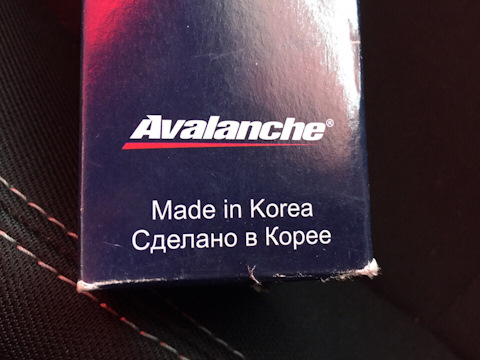 Avalanche®
Made in Korea
Сделано в Корее